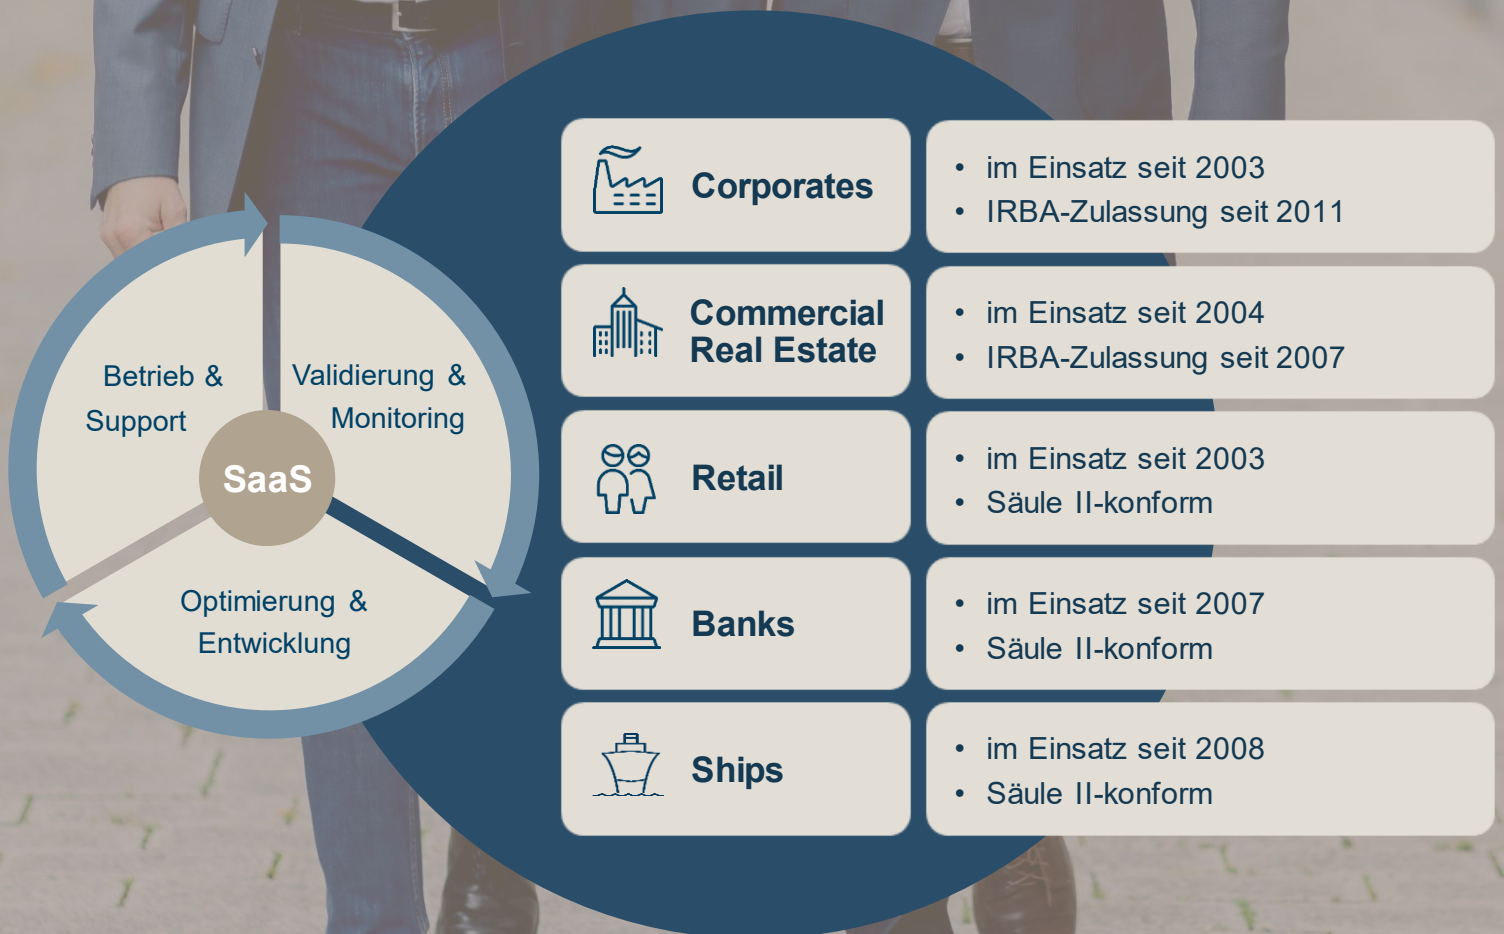 Betrieb &
Support
Validierung &
Monitoring
SaaS
Optimierung &
Entwicklung
Corporates
• im Einsatz seit 2003
• IRBA-Zulassung seit 2011
Commercial
Real Estate
• im Einsatz seit 2004
• IRBA-Zulassung seit 2007
Retail
• im Einsatz seit 2003
• Säule II-konform
Banks
• im Einsatz seit 2007
• Säule II-konform
Ships
• im Einsatz seit 2008
• Säule II-konform